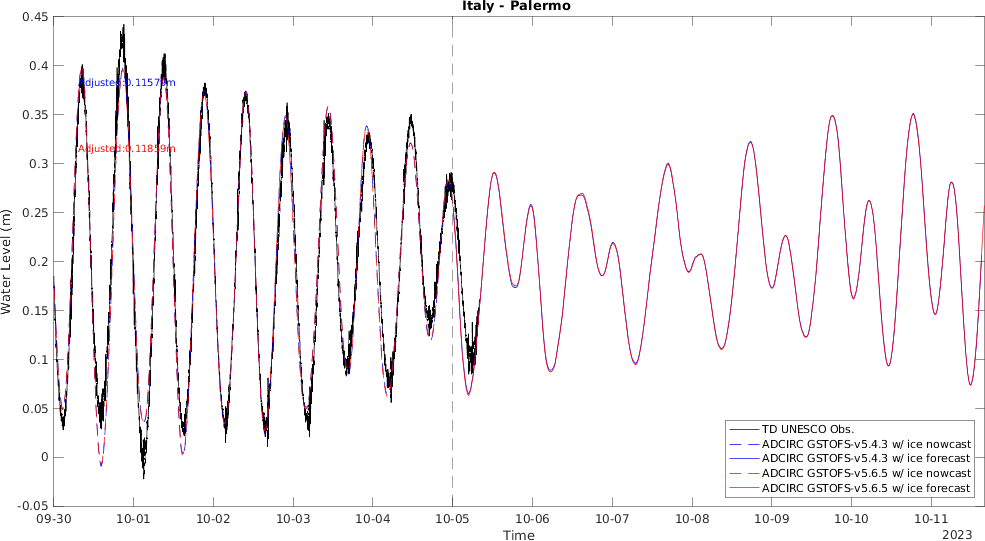 Italy - Palermo
0.45
0.4
0.35
0.3
0.25
0.2
0.15
0.1
0.05
0
-0.05
Water Level (m)
Adjusted:0.11579m
Adjusted:0.11859m
TD UNESCO Obs.
ADCIRC GSTOFS-v5.4.3 w/ ice nowcast
ADCIRC GSTOFS-v5.4.3 w/ ice forecast
ADCIRC GSTOFS-v5.6.5 w/ ice nowcast
ADCIRC GSTOFS-v5.6.5 w/ ice forecast
09-30 10-01 10-02 10-03 10-04 10-05 10-06 10-07 10-08 10-09 10-10 10-11
Time
2023